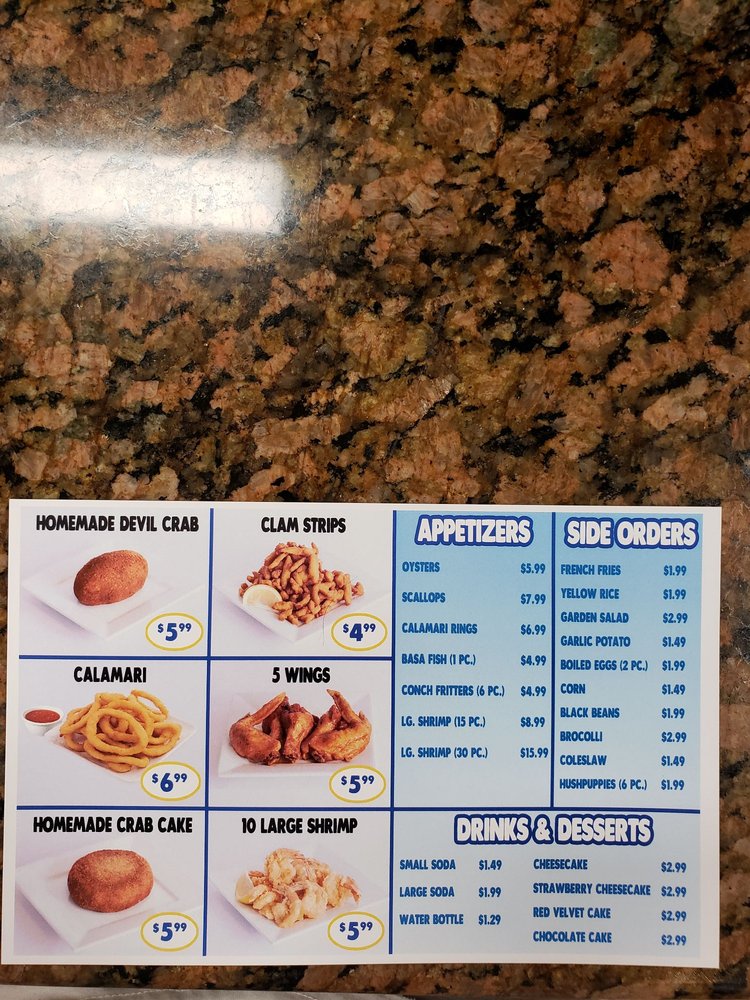 HOMEMADE DEVIL CRAB
$5.99
CLAM STRIPS
$4.99
CALAMARI
$6.99
5 WINGS
$5.99
HOMEMADE CRAB CAKE
$5.99
10 LARGE SHRIMP
$5.99
APPETIZERS
OYSTERS $5.99
SCALLOPS $7.99
CALAMARI RINGS $6.99
BASA FISH (1 PC.) $4.99
CONCH FRITTERS (6 PC.) $4.99
LG. SHRIMP (15 PC.) $8.99
LG. SHRIMP (30 PC.) $15.99
SIDE ORDERS
FRENCH FRIES $1.99
YELLOW RICE $1.99
GARDEN SALAD $2.99
GARLIC POTATO $1.49
BOILED EGGS (2 PC.) $1.99
CORN $1.49
BLACK BEANS $1.99
BROCOLLI $2.99
COLESLAW $1.49
HUSHPUPPIES (6 PC.) $1.99
DRINKS & DESSERTS
SMALL SODA $1.49
LARGE SODA $1.99
WATER BOTTLE $1.29
CHEESECAKE $2.99
STRAWBERRY CHEESECAKE $2.99
RED VELVET CAKE $2.99
CHOCOLATE CAKE $2.99